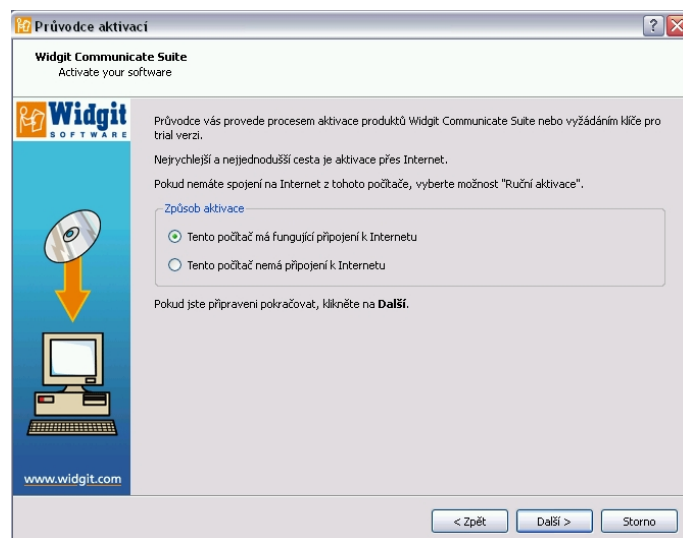 Průvodce aktivací
Widgit Communicate Suite
Activate your software
Widgit
SOFTWARE
Průvodce vás provede procesem aktivace produktů Widgit Communicate Suite nebo vyžádáním klíče pro
trial verzi.
Nejrychlejší a nejjednodušší cesta je aktivace přes Internet.
Pokud nemáte spojení na Internet z tohoto počítače, vyberte možnost "Ruční aktivace".
Způsob aktivace
Tento počítač má fungující připojení k Internetu
Tento počítač nemá připojení k Internetu
Pokud jste připraveni pokračovat, klikněte na Další.
www.widgit.com
< Zpět
Další >
Storno